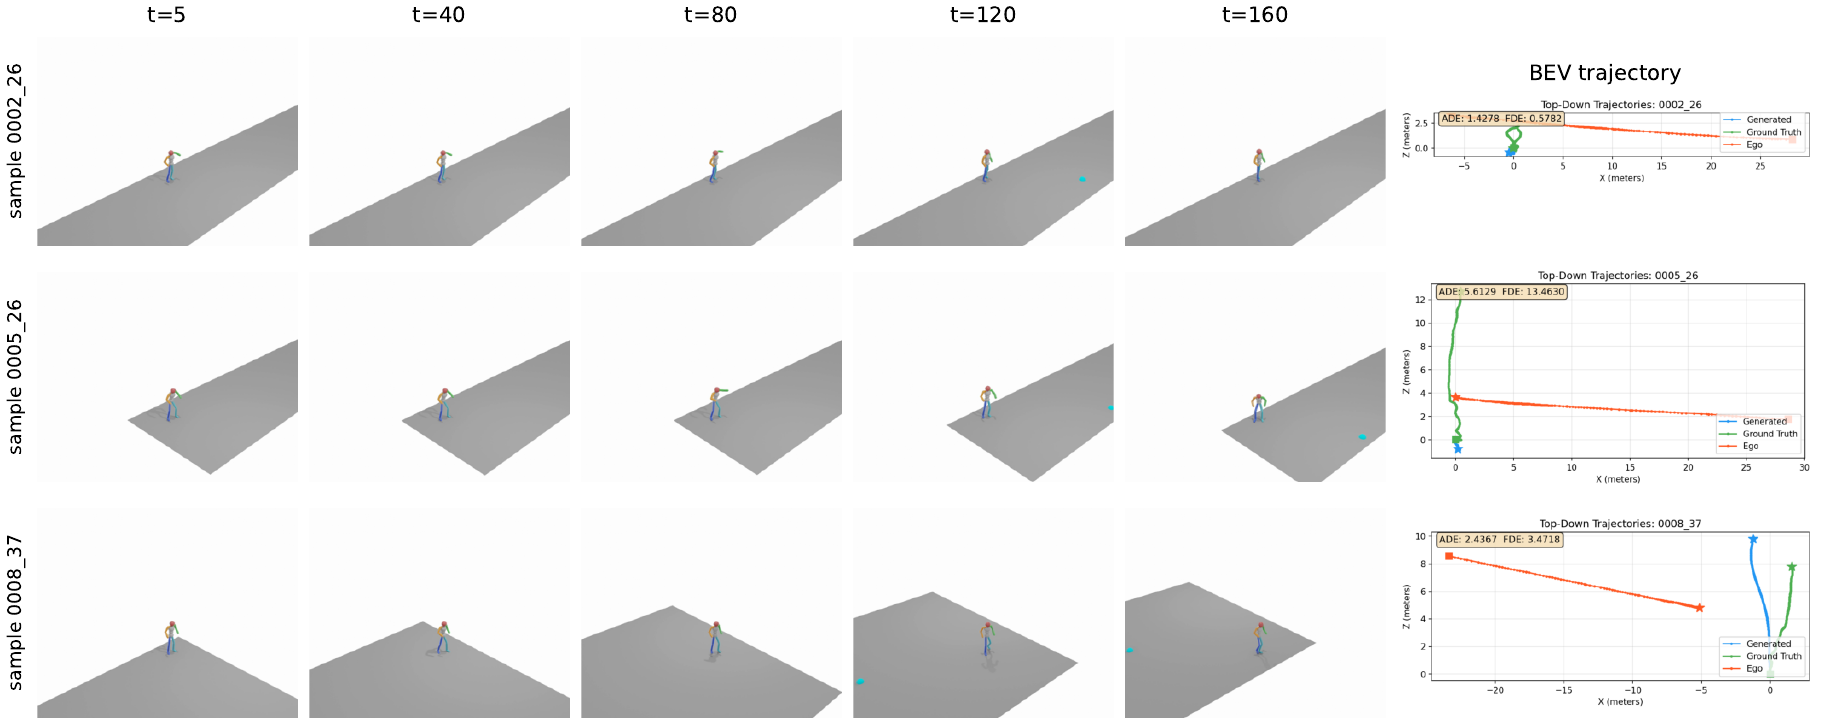 t=5 t=40 t=80 t=120 t=160
BEV trajectory
sample 0002_26
Top-Down Trajectories: 0002_26
ADE: 1.4278 FDE: 0.5782
Generated
Ground Truth
Ego
2.5
0.0
Z (meters)
−5 0 5 10 15 20 25
X (meters)
sample 0005_26
Top-Down Trajectories: 0005_26
ADE: 5.6129 FDE: 13.4630
12
10
8
6
4
2
0
Z (meters)
Generated
Ground Truth
Ego
0 5 10 15 20 25 30
X (meters)
sample 0008_37
Top-Down Trajectories: 0008_37
ADE: 2.4367 FDE: 3.4718
10
8
6
4
2
0
Z (meters)
Generated
Ground Truth
Ego
−20 −15 −10 −5 0
X (meters)